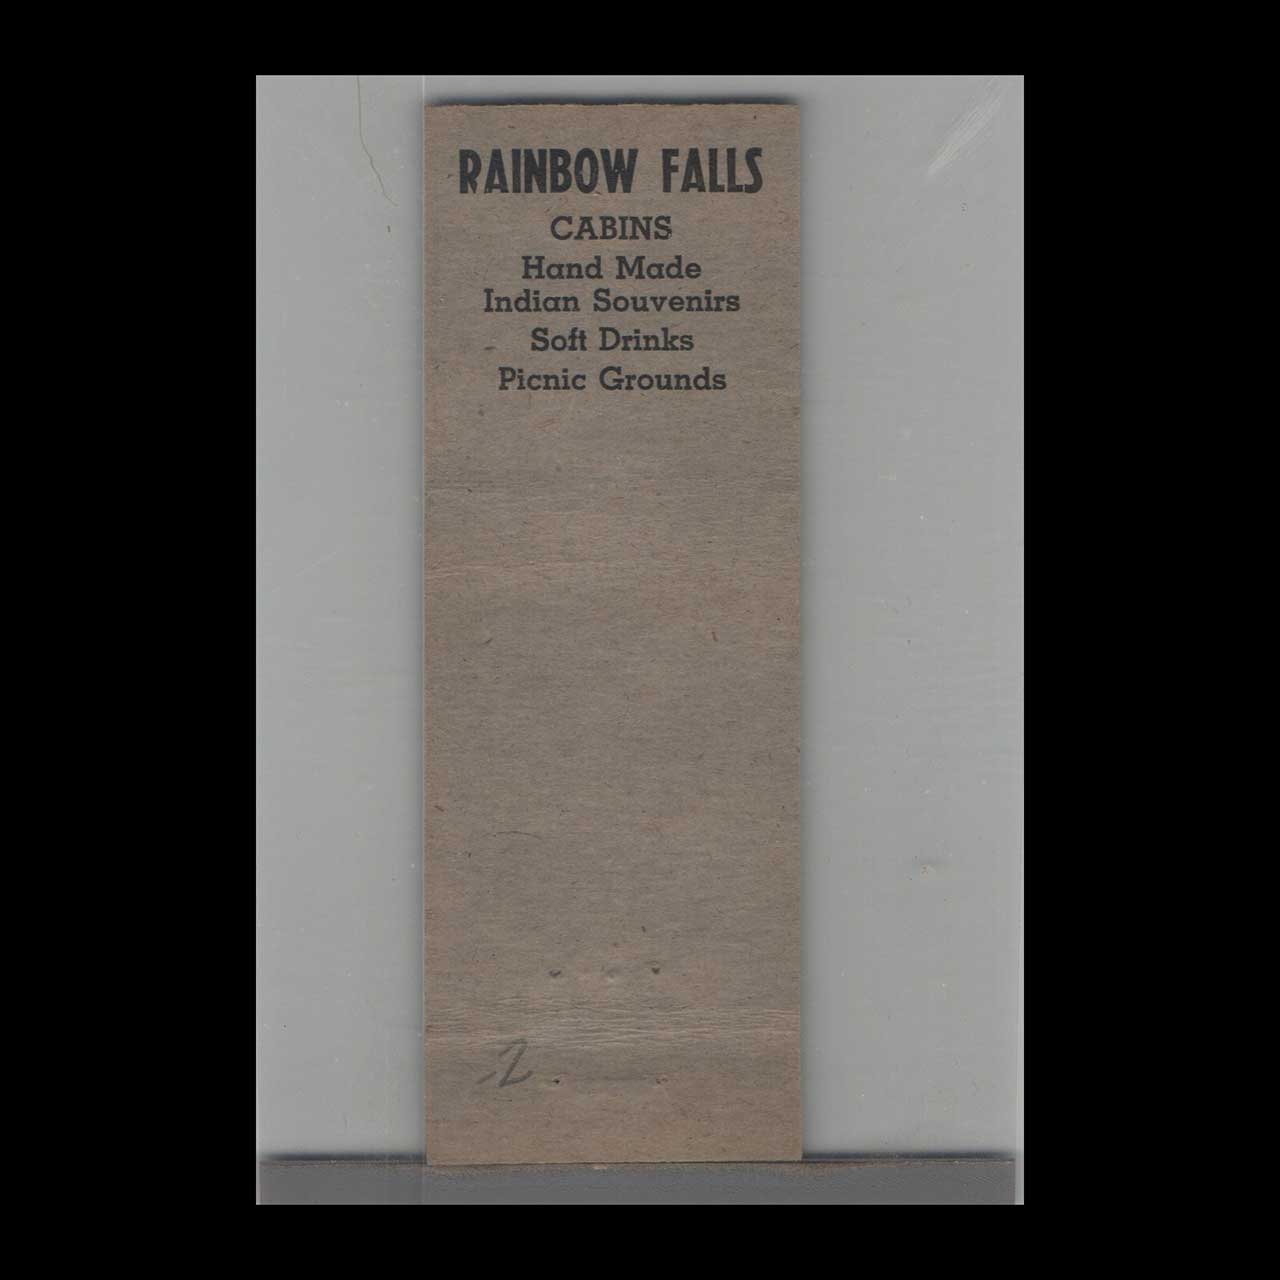 RAINBOW FALLS
CABINS
Hand Made
Indian Souvenirs
Soft Drinks
Picnic Grounds
-2